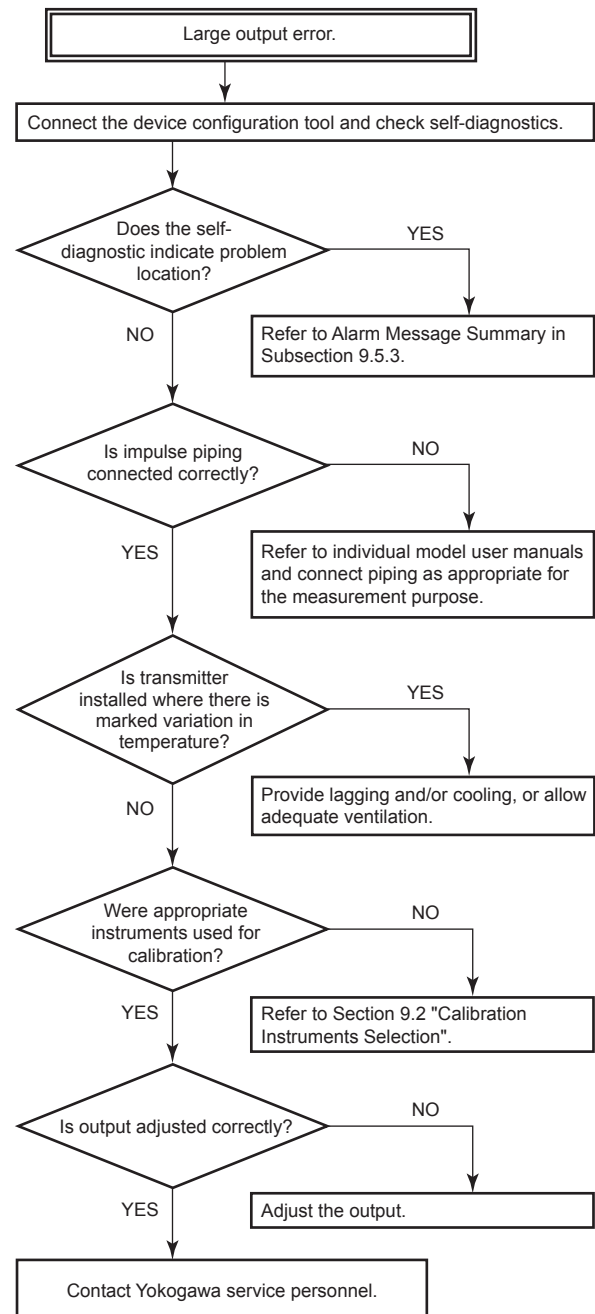 Large output error.
Connect the device configuration tool and check self-diagnostics.
Does the self-
diagnostic indicate problem
location?
YES
NO
Refer to Alarm Message Summary in
Subsection 9.5.3.
Is impulse piping
connected correctly?
NO
YES
Refer to individual model user manuals
and connect piping as appropriate for
the measurement purpose.
Is transmitter
installed where there is
marked variation in
temperature?
YES
NO
Provide lagging and/or cooling, or allow
adequate ventilation.
Were appropriate
instruments used for
calibration?
NO
YES
Refer to Section 9.2 "Calibration
Instruments Selection".
Is output adjusted correctly?
NO
YES
Adjust the output.
Contact Yokogawa service personnel.